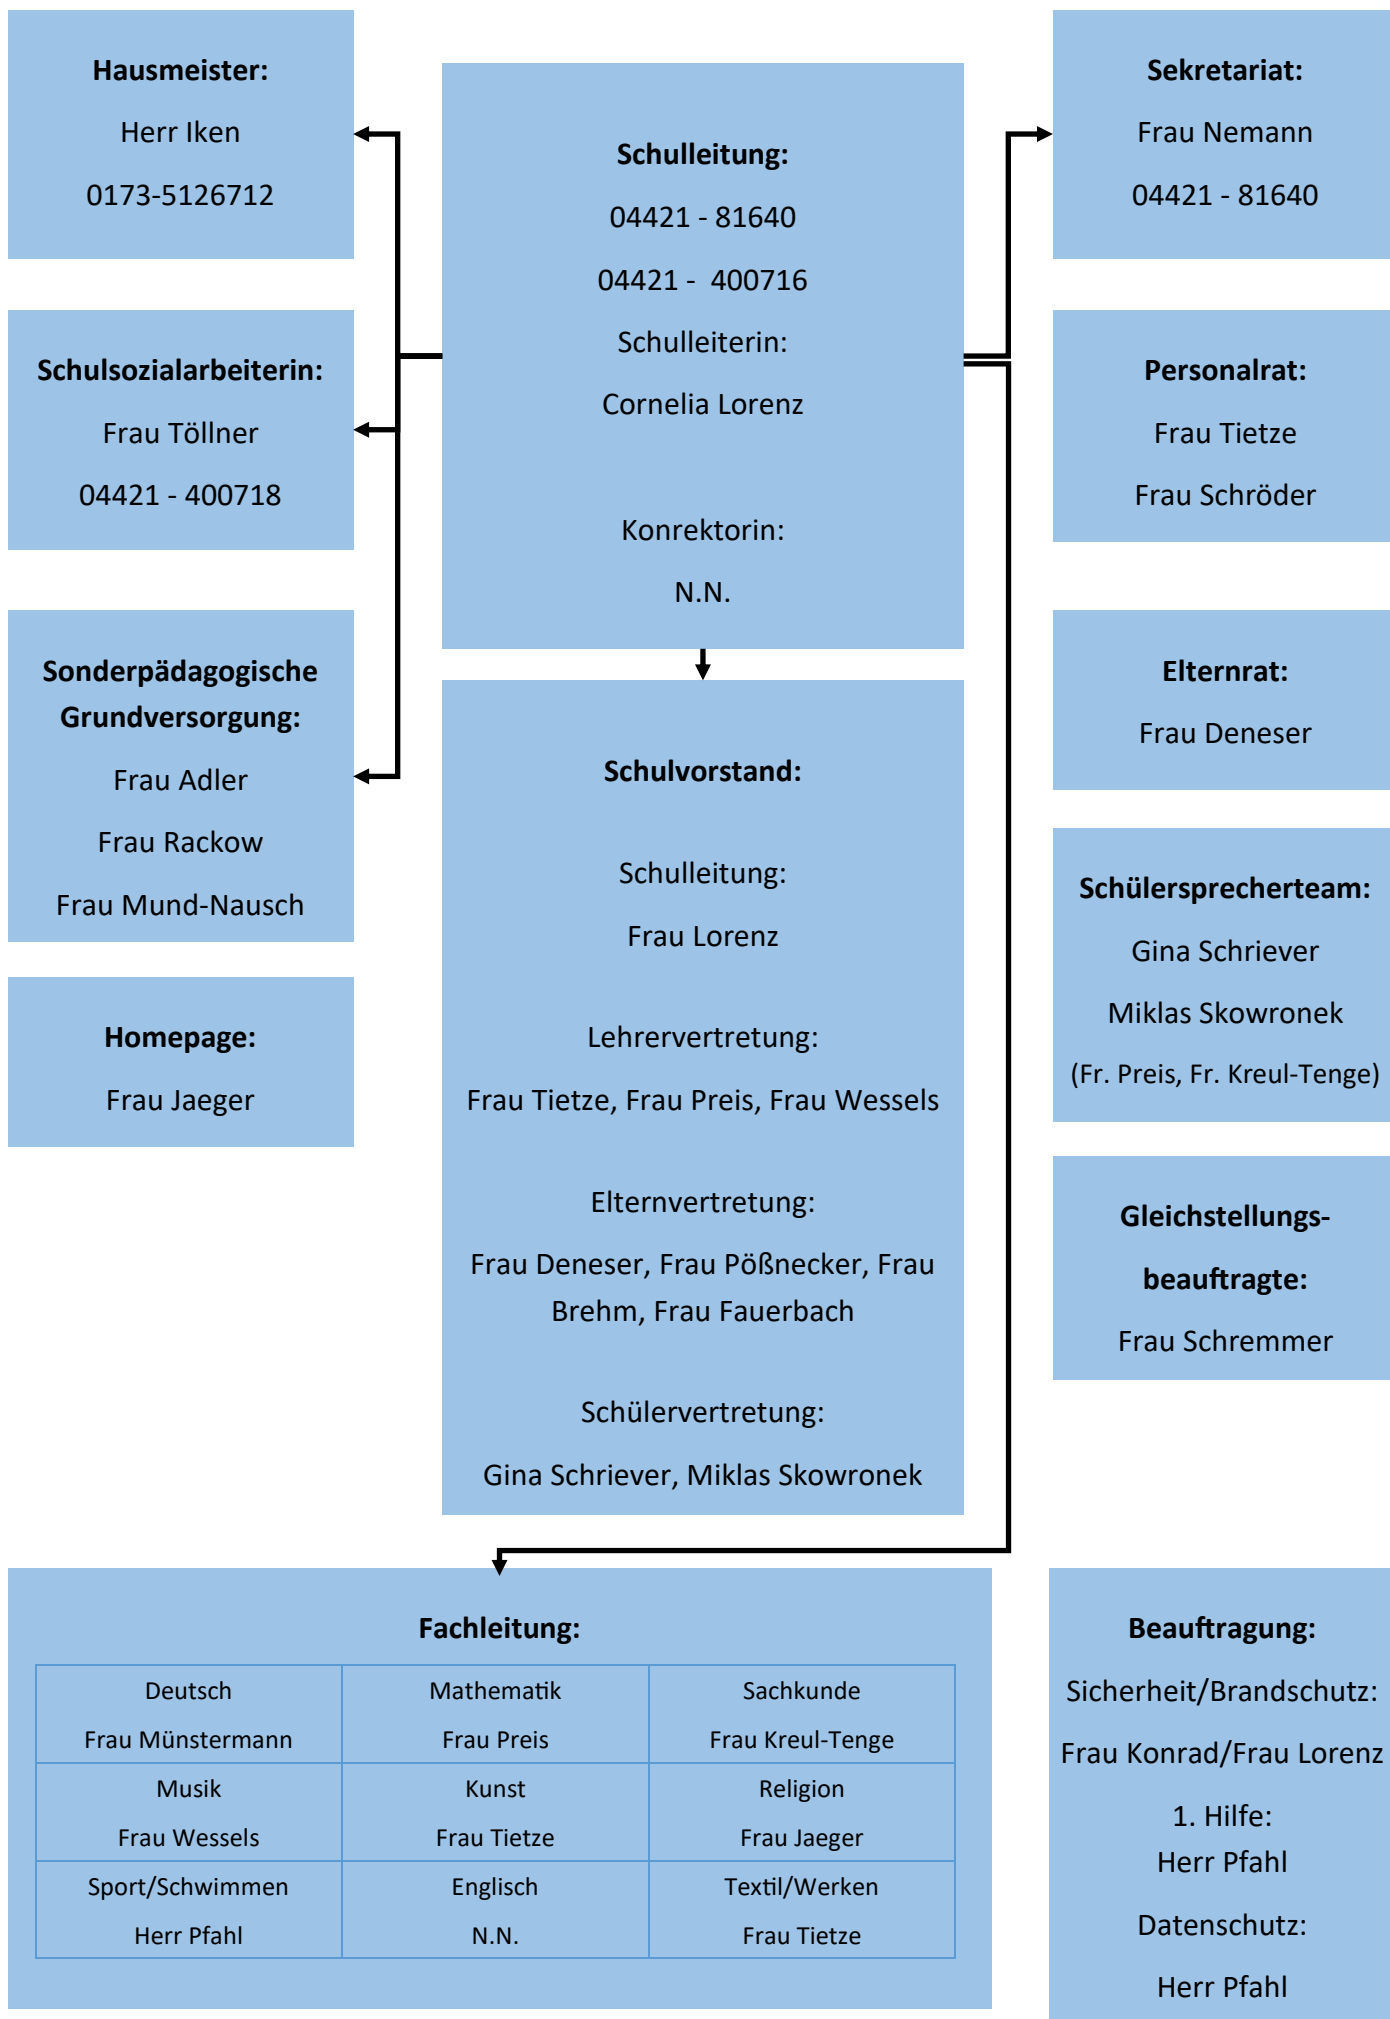 Hausmeister:
Herr Iken
0173-5126712
Schulsozialarbeiterin:
Frau Töllner
04421 - 400718
Sonderpädagogische
Grundversorgung:
Frau Adler
Frau Rackow
Frau Mund-Nausch
Homepage:
Frau Jaeger
Schulleitung:
04421 - 81640
04421 -  400716
Schulleiterin:
Cornelia Lorenz
Konrektorin:
N.N.
Schulvorstand:
Schulleitung:
Frau Lorenz
Lehrervertretung:
Frau Tietze, Frau Preis, Frau Wessels
Elternvertretung:
Frau Deneser, Frau Pößnecker, Frau
Brehm, Frau Fauerbach
Schülervertretung:
Gina Schriever, Miklas Skowronek
Sekretariat:
Frau Nemann
04421 - 81640
Personalrat:
Frau Tietze
Frau Schröder
Elternrat:
Frau Deneser
Schülersprecherteam:
Gina Schriever
Miklas Skowronek
(Fr. Preis, Fr. Kreul-Tenge)
Gleichstellungs-
beauftragte:
Frau Schremmer
Fachleitung:
Deutsch
Frau Münstermann
Mathematik
Frau Preis
Sachkunde
Frau Kreul-Tenge
Musik
Frau Wessels
Kunst
Frau Tietze
Religion
Frau Jaeger
Sport/Schwimmen
Herr Pfahl
Englisch
N.N.
Textil/Werken
Frau Tietze
Beauftragung:
Sicherheit/Brandschutz:
Frau Konrad/Frau Lorenz
1. Hilfe:
Herr Pfahl
Datenschutz:
Herr Pfahl